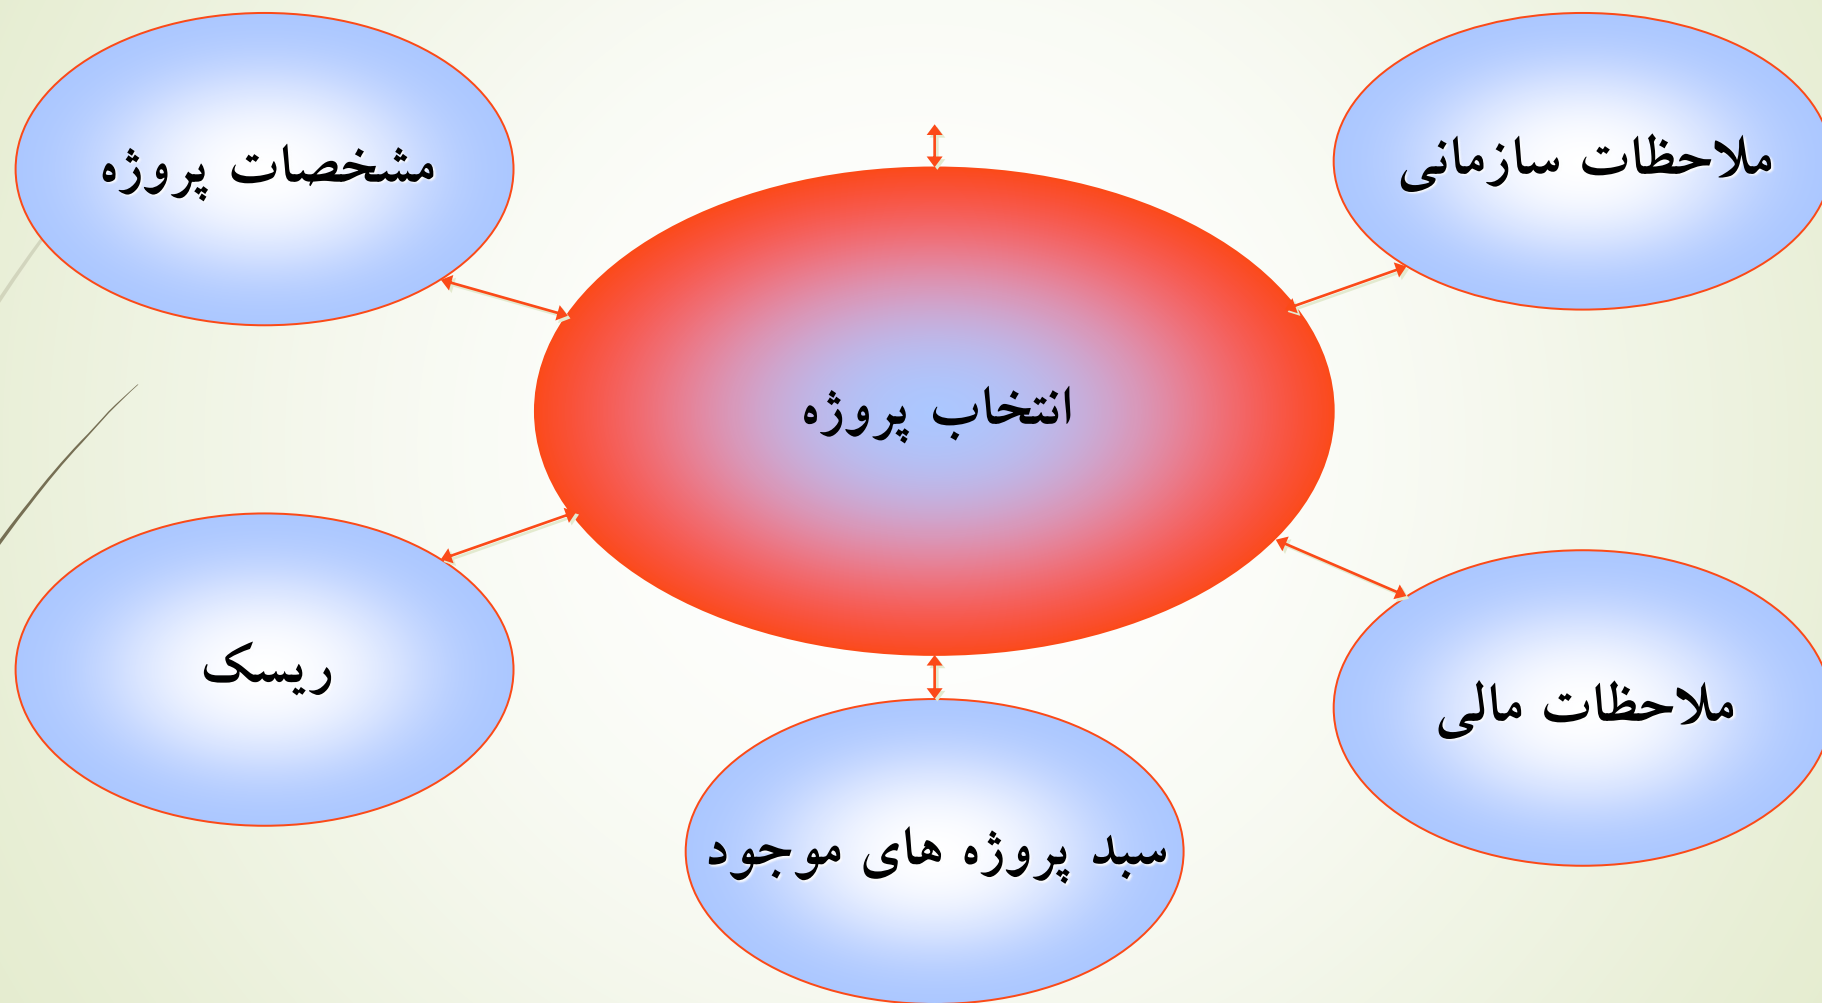 ملاحظات سازمانی
مشخصات پروژه
انتخاب پروژه
ملاحظات مالی
ریسک
سبد پروژه های موجود